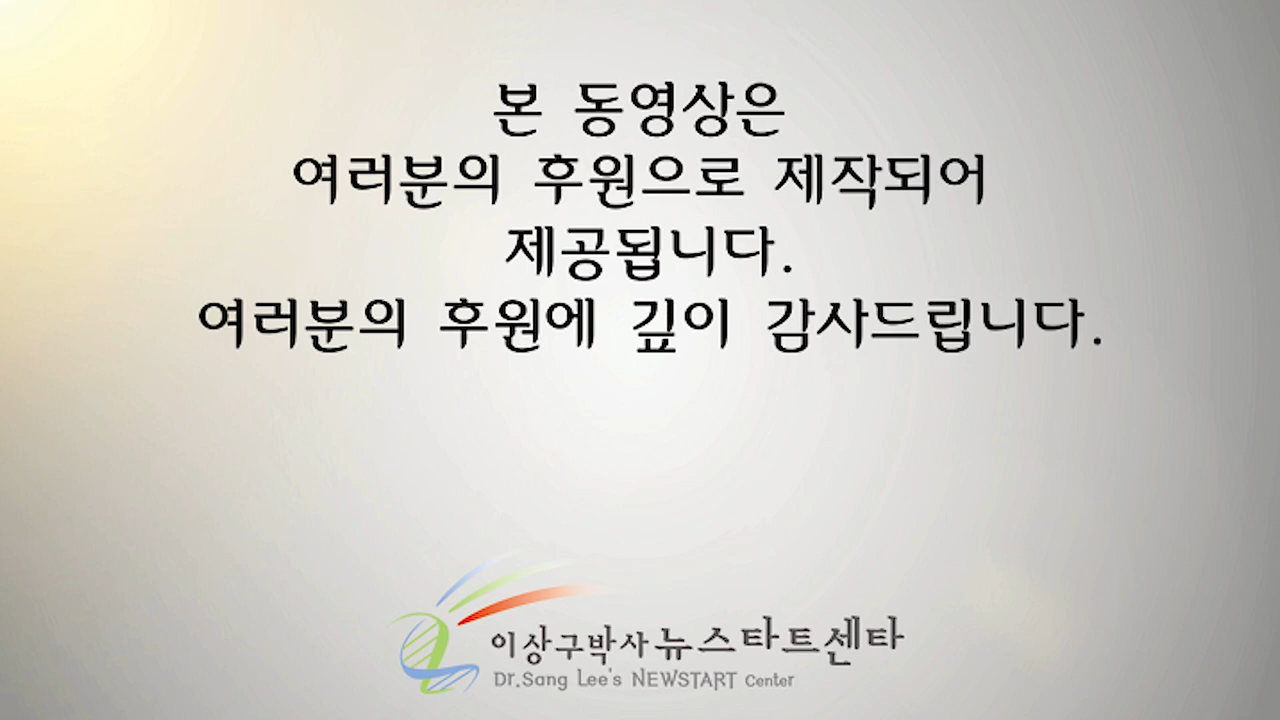 본 동영상은
여러분의 후원으로 제작되어
제공됩니다.
여러분의 후원에 깊이 감사드립니다.
이상구박사뉴스타트센타
Dr.Sang Lee's NEWSTART Center